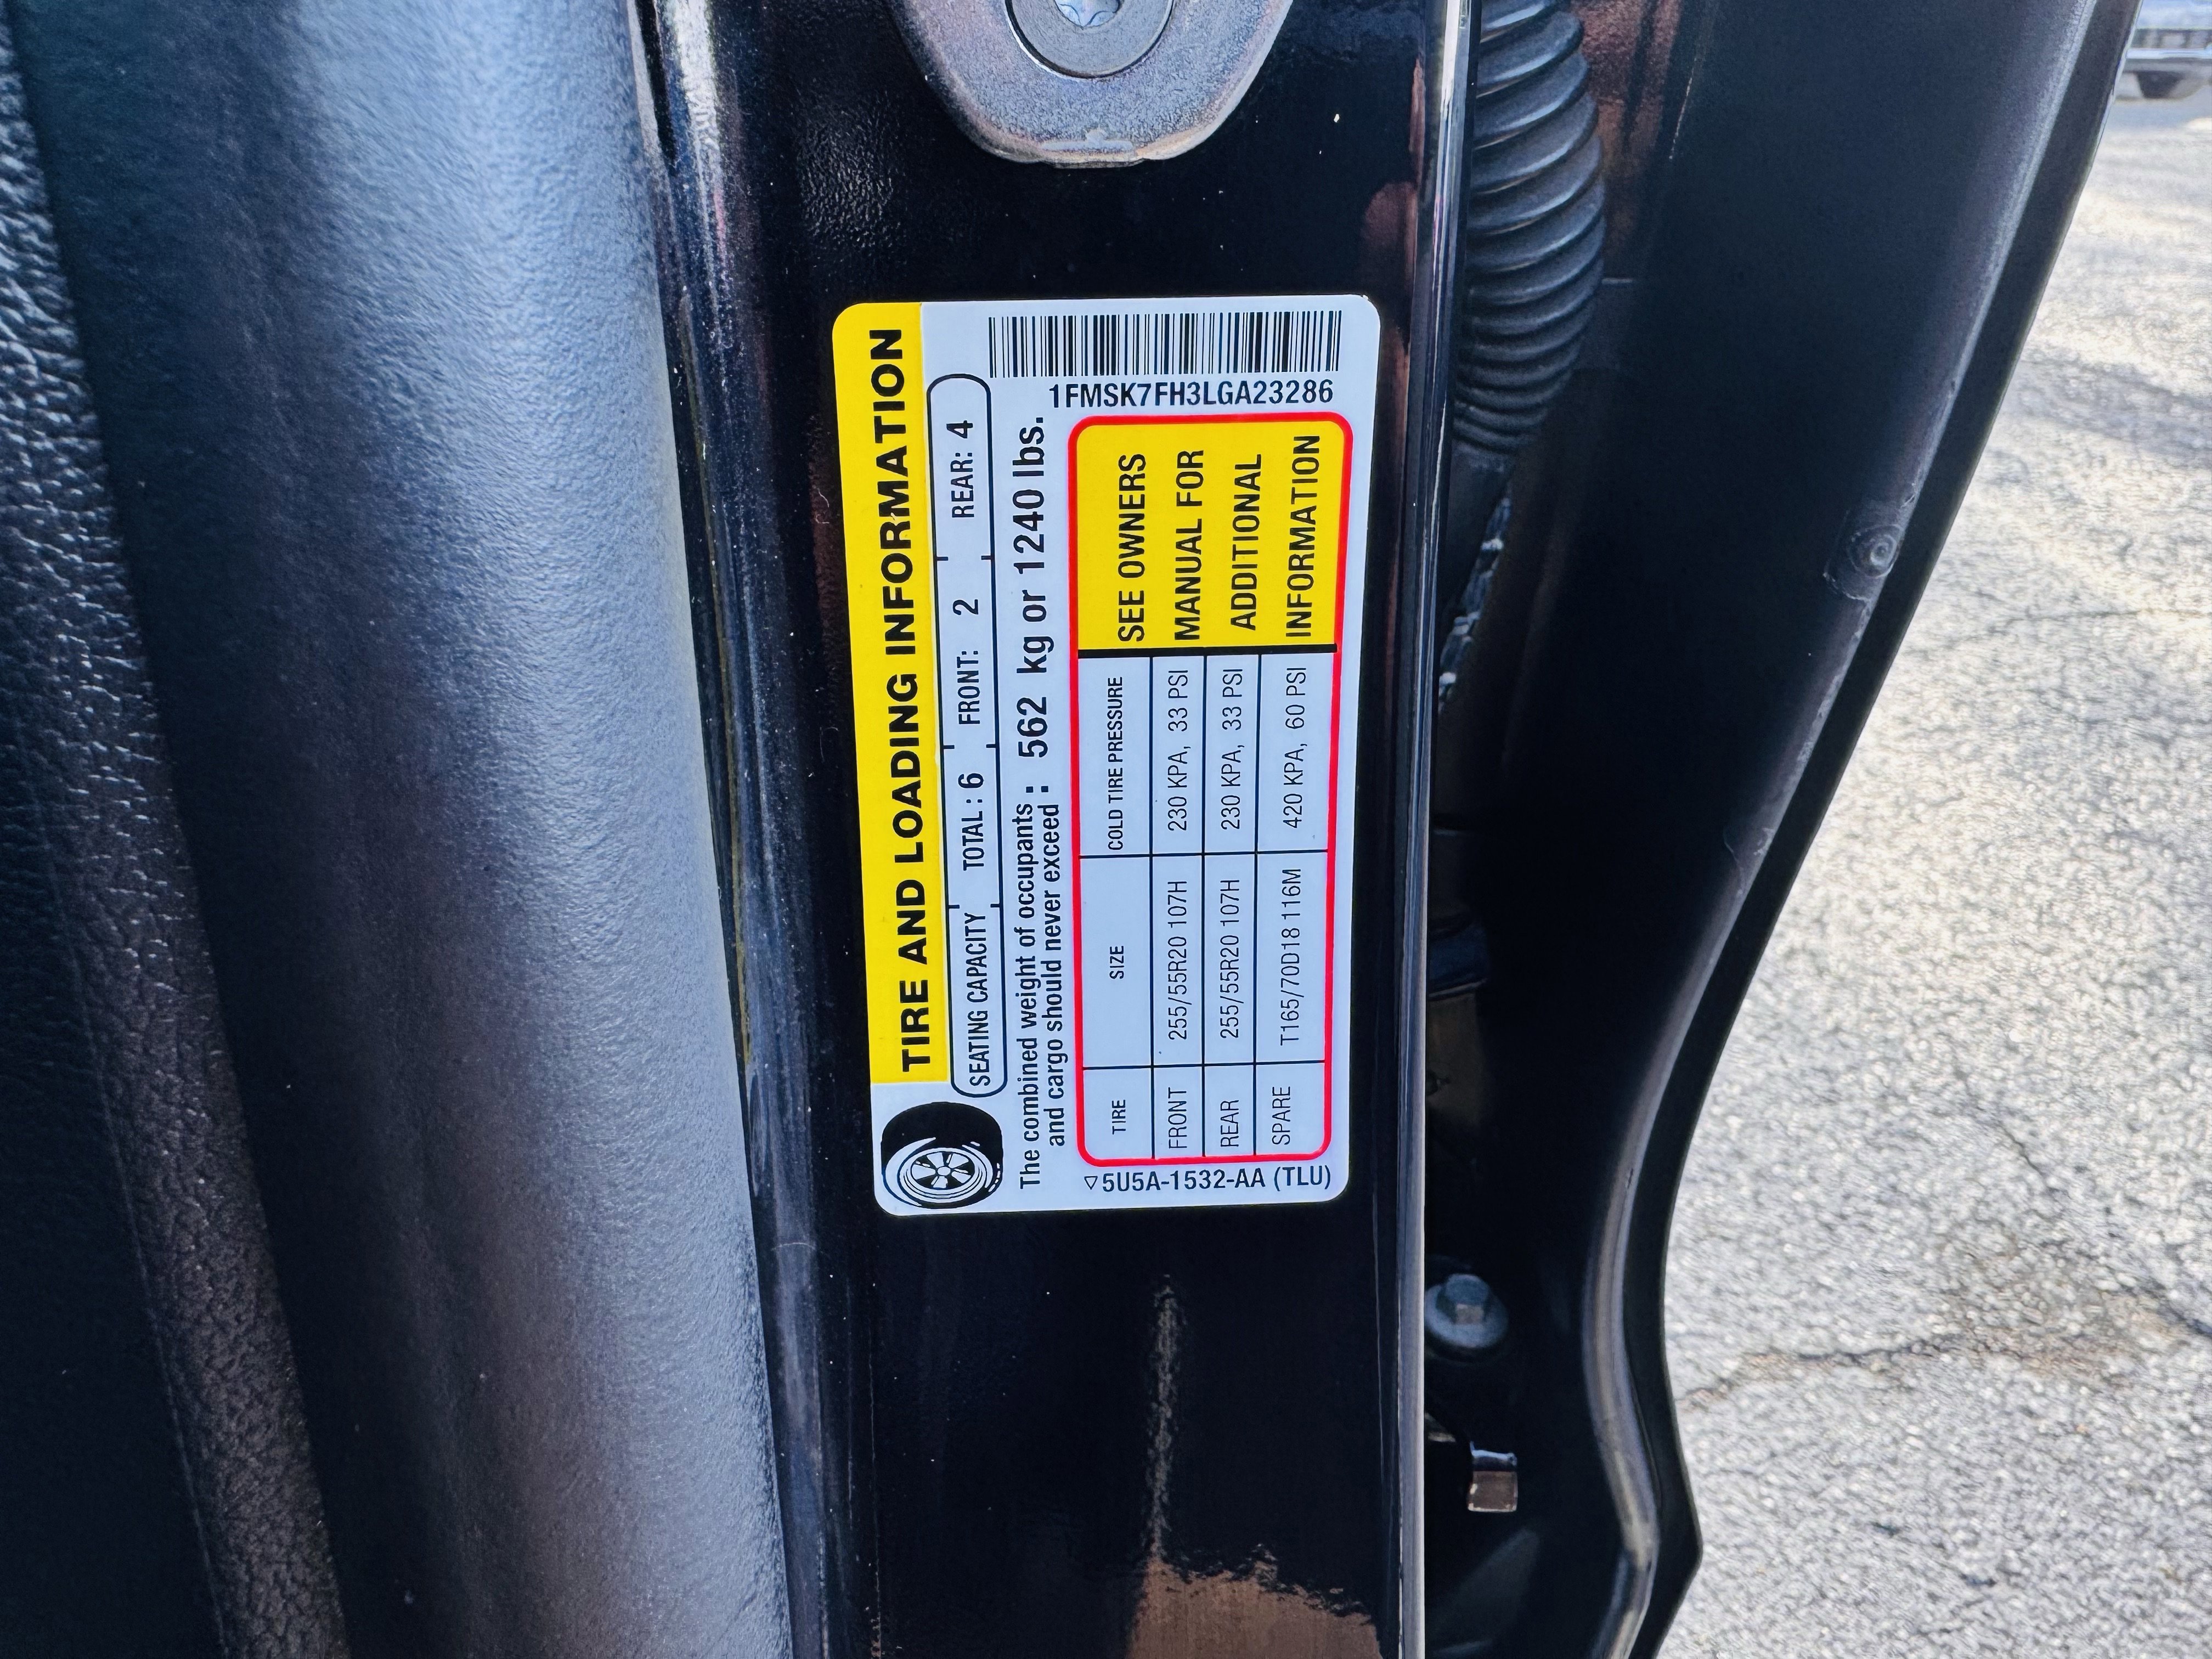 TIRE AND LOADING INFORMATION
SEATING CAPACITY TOTAL : 6 FRONT: 2 REAR: 4
The combined weight of occupants and cargo should never exceed : 562 kg or 1240 lbs.
TIRE SIZE COLD TIRE PRESSURE
FRONT 255/55R20 107H 230 KPA, 33 PSI
REAR 255/55R20 107H 230 KPA, 33 PSI
SPARE T165/70D18 116M 420 KPA, 60 PSI
SEE OWNERS
MANUAL FOR
ADDITIONAL
INFORMATION
5U5A-1532-AA (TLU)
1FMSK7FH3LGA23286